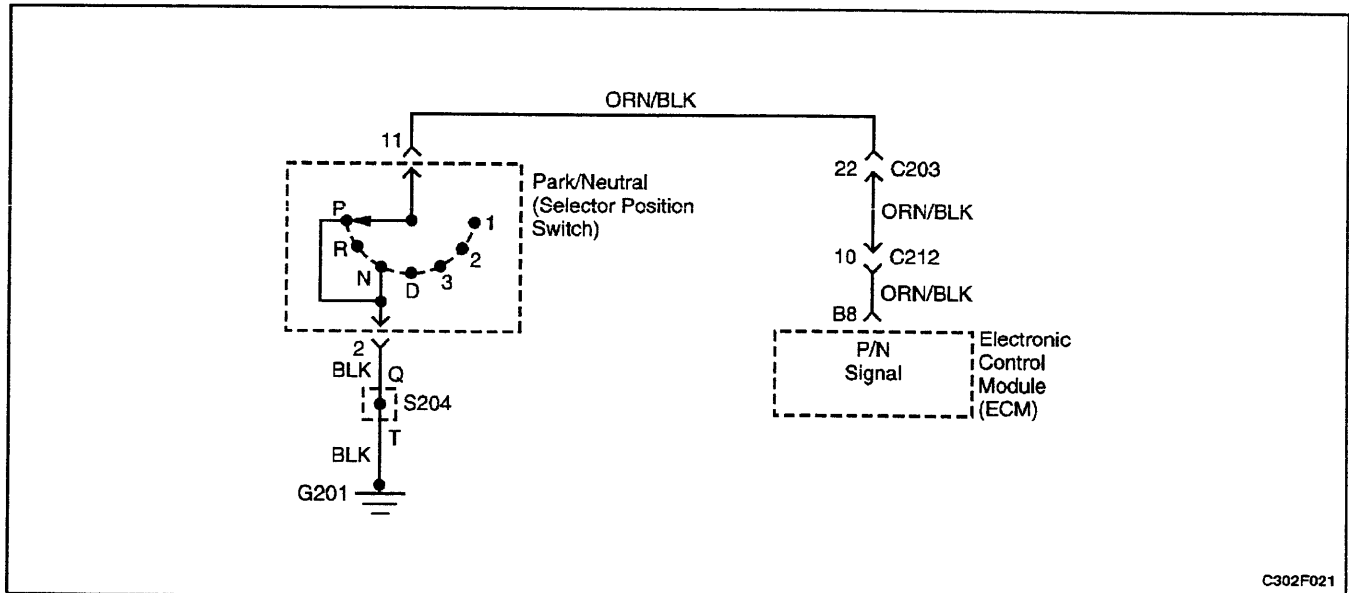 ORN/BLK
11
22 C203
Park/Neutral
(Selector Position
Switch)
P
R
N
D
3
2
1
ORN/BLK
10 C212
ORN/BLK
B8
P/N
Signal
Electronic
Control
Module
(ECM)
2
BLK Q
S204
T
BLK
G201
C302F021